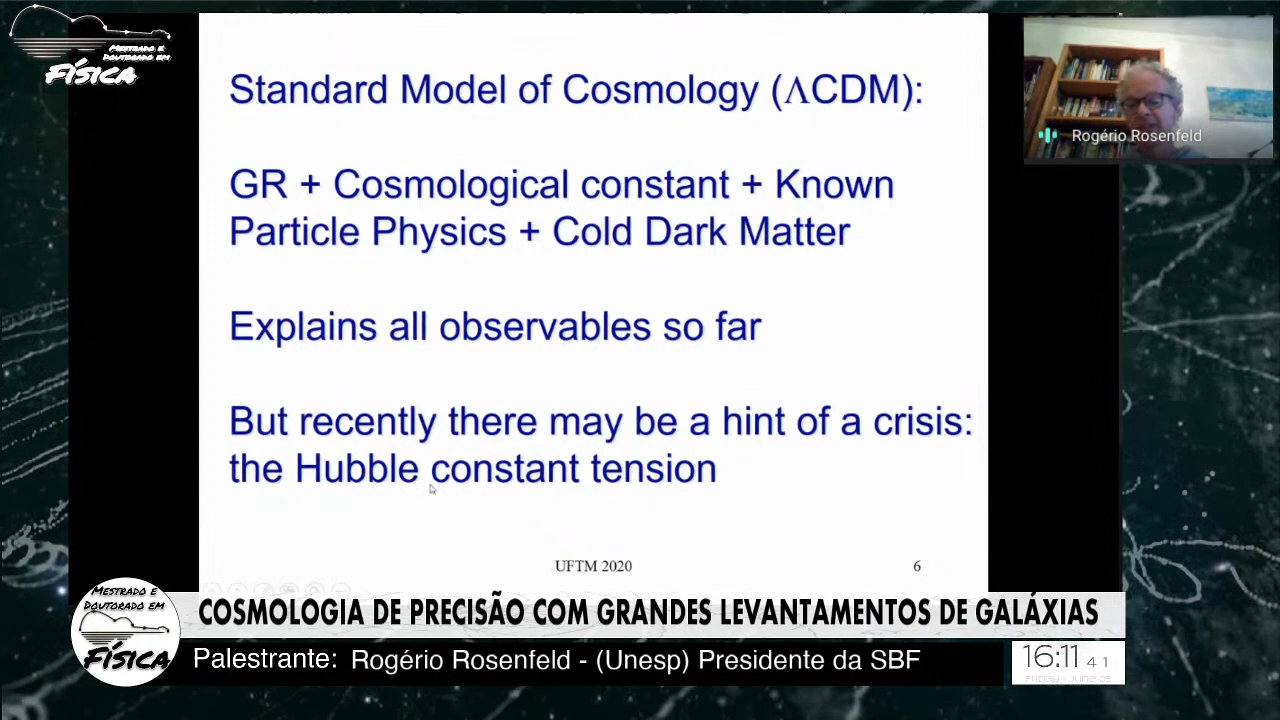 MESTRADO E
DOUTORADO EM
FÍSICA
Standard Model of Cosmology (ΛCDM):
GR + Cosmological constant + Known
Particle Physics + Cold Dark Matter
Explains all observables so far
But recently there may be a hint of a crisis:
the Hubble constant tension
UFTM 2020
6
Rogério Rosenfeld
MESTRADO E
DOUTORADO EM
FÍSICA
COSMOLOGIA DE PRECISÃO COM GRANDES LEVANTAMENTOS DE GALÁXIAS
Palestrante: Rogério Rosenfeld - (Unesp) Presidente da SBF
16:11 41
FRIDAY - JUNE 05